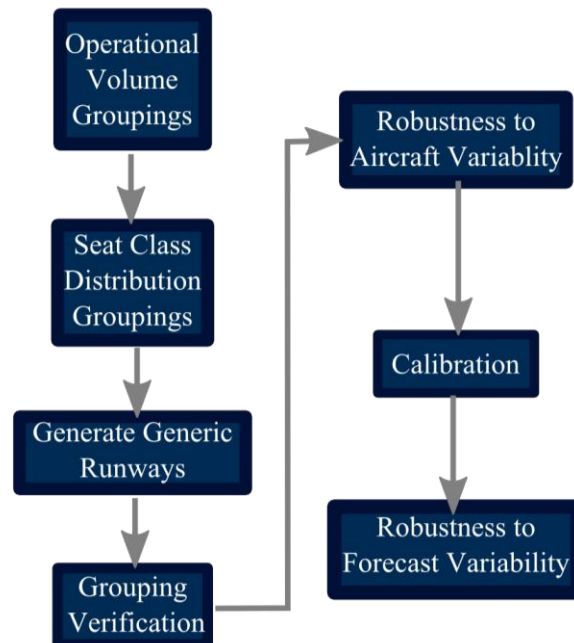 Operational
Volume
Groupings
Seat Class
Distribution
Groupings
Generate Generic
Runways
Grouping
Verification
Robustness to
Aircraft Variablity
Calibration
Robustness to
Forecast Variability